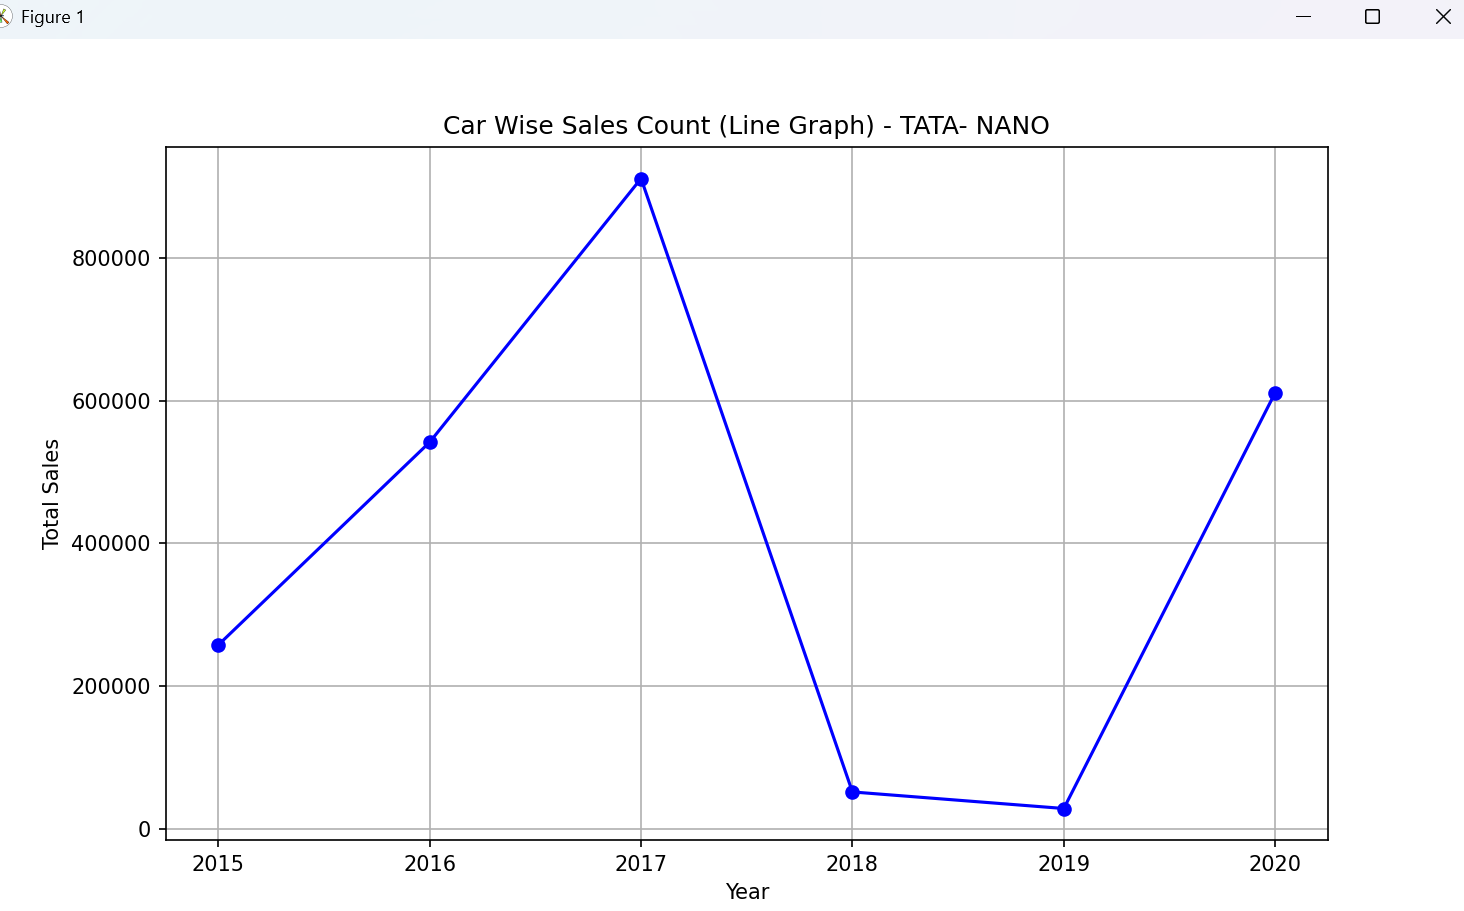 Figure 1
Car Wise Sales Count (Line Graph) - TATA- NANO
800000
600000
400000
200000
0
Total Sales
2015 2016 2017 2018 2019 2020
Year